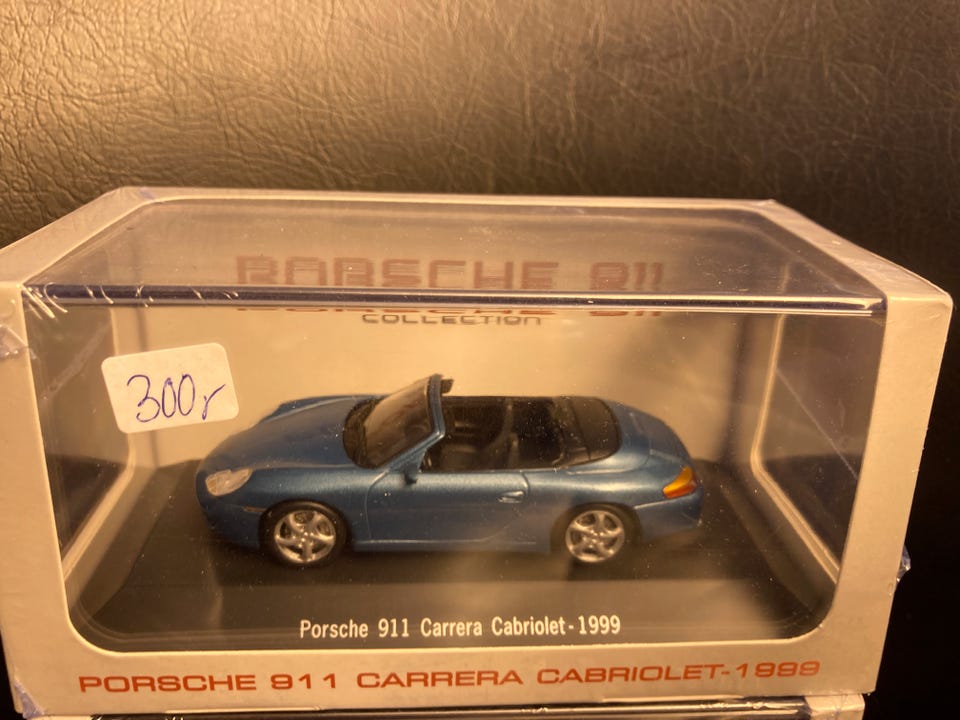 PORSCHE 911
COLLECTION
300r
Porsche 911 Carrera Cabriolet-1999
PORSCHE 911 CARRERA CABRIOLET-1999